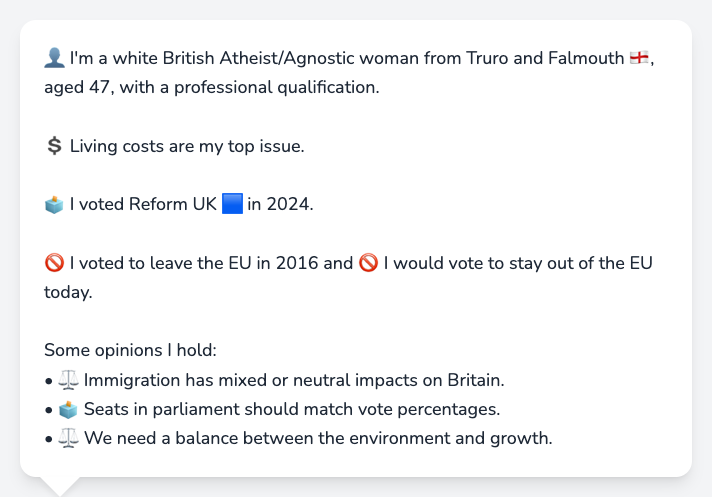 👤 I'm a white British Atheist/Agnostic woman from Truro and Falmouth 🏴󠁧󠁢󠁥󠁮󠁧󠁿,
aged 47, with a professional qualification.
💲 Living costs are my top issue.
🗳️ I voted Reform UK 🟦 in 2024.
🚫 I voted to leave the EU in 2016 and 🚫 I would vote to stay out of the EU
today.
Some opinions I hold:
• ⚖️ Immigration has mixed or neutral impacts on Britain.
• 🗳️ Seats in parliament should match vote percentages.
• ⚖️ We need a balance between the environment and growth.